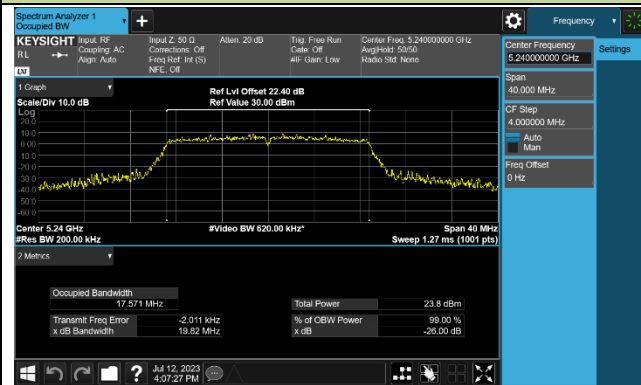 Spectrum Analyzer 1
Occupied BW
Frequency
KEYSIGHT
RL
LXI
Input: RF
Coupling: AC
Align: Auto
Input Z: 50 Ω
Corrections: Off
Freq Ref: Int (S)
NFE: Off
Atten: 20 dB
Trig: Free Run
Gate: Off
#IF Gain: Low
Center Freq: 5.240000000 GHz
Avg|Hold: 50/50
Radio Std: None
Center Frequency
5.240000000 GHz
Settings
Span
40.000 MHz
CF Step
4.000000 MHz
Auto
Man
Freq Offset
0 Hz
1 Graph
Scale/Div 10.0 dB
Ref Lvl Offset 22.40 dB
Ref Value 30.00 dBm
Log
20.0
10.0
0.00
-10.0
-20.0
-30.0
-40.0
-50.0
-60.0
Center 5.24 GHz
#Res BW 200.00 kHz
#Video BW 620.00 kHz*
Span 40 MHz
Sweep 1.27 ms (1001 pts)
2 Metrics
Occupied Bandwidth
17.571 MHz
Total Power 23.8 dBm
Transmit Freq Error -2.011 kHz
% of OBW Power 99.00 %
x dB Bandwidth 19.82 MHz
x dB -26.00 dB
Jul 12, 2023
4:07:27 PM